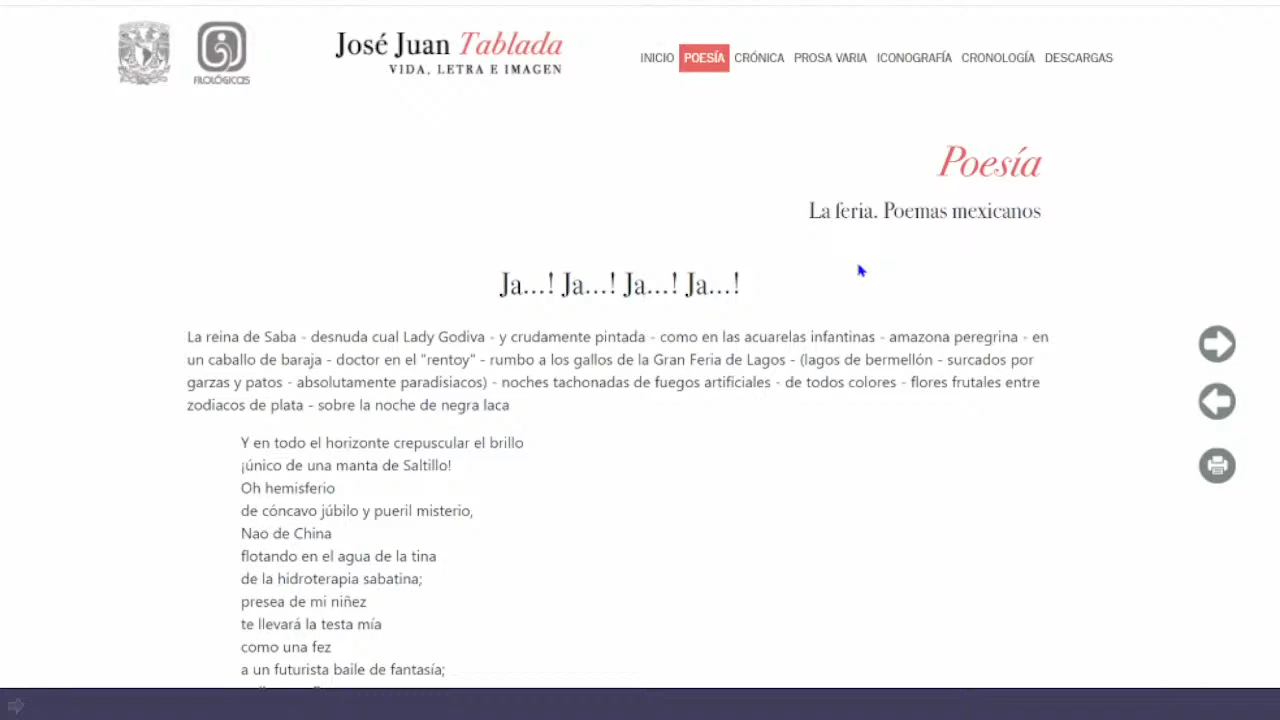 José Juan Tablada
VIDA, LETRA E IMAGEN
FILOLÓGICAS
INICIO POESÍA CRÓNICA PROSA VARIA ICONOGRAFÍA CRONOLOGÍA DESCARGAS
Poesía
La feria. Poemas mexicanos
Ja...! Ja...! Ja...! Ja...!
La reina de Saba - desnuda cual Lady Godiva - y crudamente pintada - como en las acuarelas infantinas - amazona peregrina - en
un caballo de baraja - doctor en el "rentoy" - rumbo a los gallos de la Gran Feria de Lagos - (lagos de bermellón - surcados por
garzas y patos - absolutamente paradisiacos) - noches tachonadas de fuegos artificiales - de todos colores - flores frutales entre
zodiacos de plata - sobre la noche de negra laca
Y en todo el horizonte crepuscular el brillo
¡único de una manta de Saltillo!
Oh hemisferio
de cóncavo júbilo y pueril misterio,
Nao de China
flotando en el agua de la tina
de la hidroterapia sabatina;
presea de mi niñez
te llevará la testa mía
como una fez
a un futurista baile de fantasía;